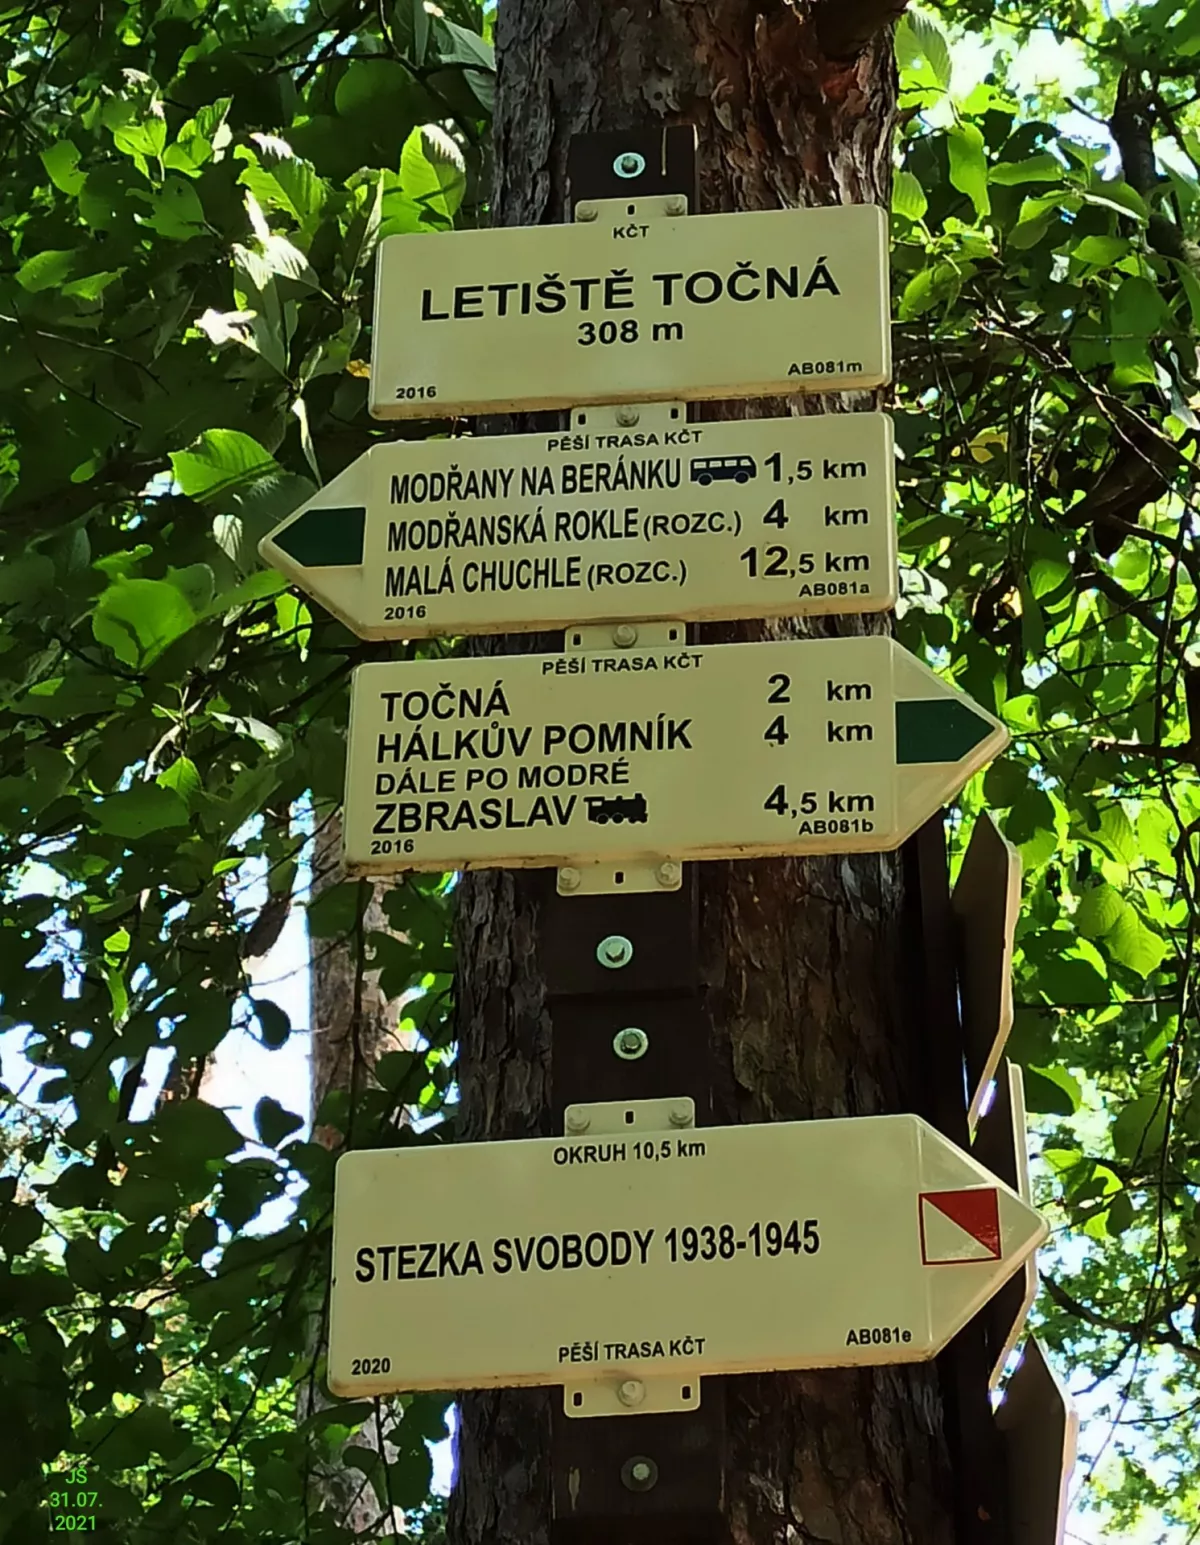 KČT
LETIŠTĚ TOČNÁ
308 m
2016 AB081m
PĚŠÍ TRASA KČT
MODŘANY NA BERÁNKU 1,5 km
MODŘANSKÁ ROKLE (ROZC.) 4 km
MALÁ CHUCHLE (ROZC.) 12,5 km
2016 AB081a
PĚŠÍ TRASA KČT
TOČNÁ 2 km
HÁLKŮV POMNÍK 4 km
DÁLE PO MODRÉ
ZBRASLAV 4,5 km
2016 AB081b
OKRUH 10,5 km
STEZKA SVOBODY 1938-1945
2020 PĚŠÍ TRASA KČT AB081e
JŠ
31.07.
2021